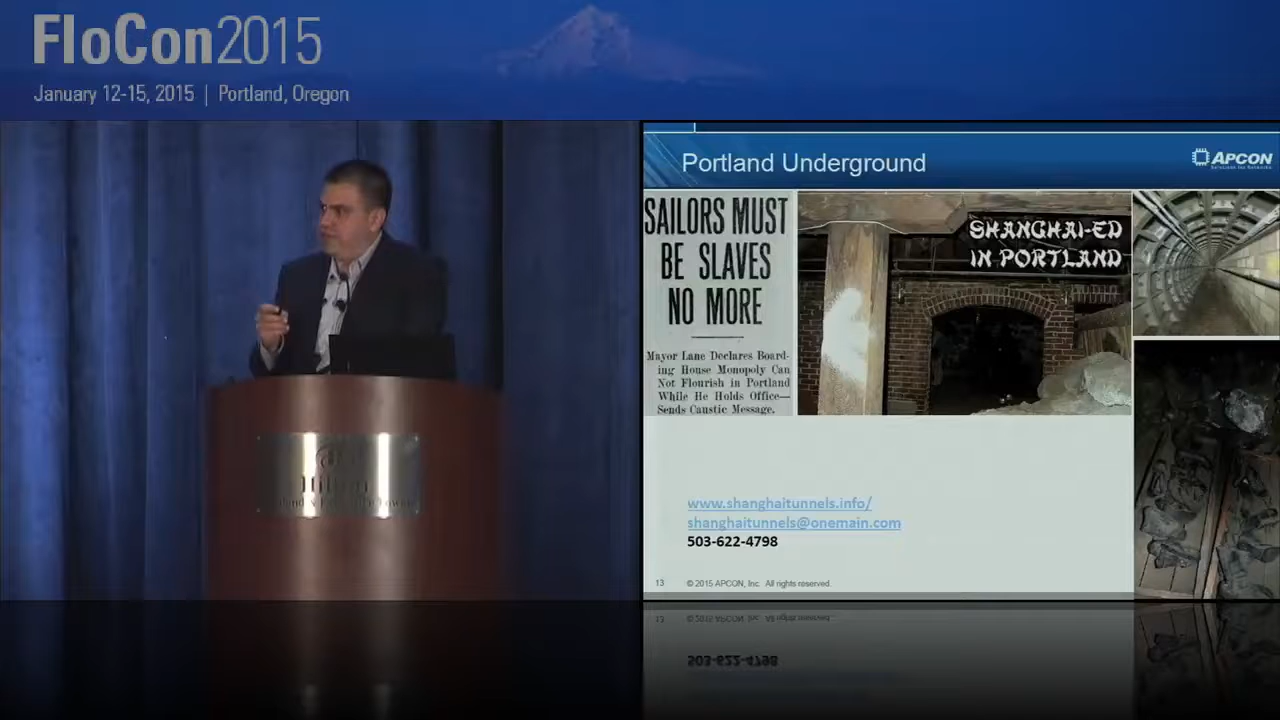 FloCon2015
January 12-15, 2015 | Portland, Oregon
Portland Underground
APCON
SAILORS MUST
BE SLAVES
NO MORE
Mayor Lane Declares Board-
ing House Monopoly Can
Not Flourish in Portland
While He Holds Office—
Sends Caustic Message.
SHANGHAI-ED
IN PORTLAND
www.shanghaitunnels.info/
shanghaitunnels@onemain.com
503-622-4798
13
© 2015 APCON, Inc. All rights reserved.
Hilton